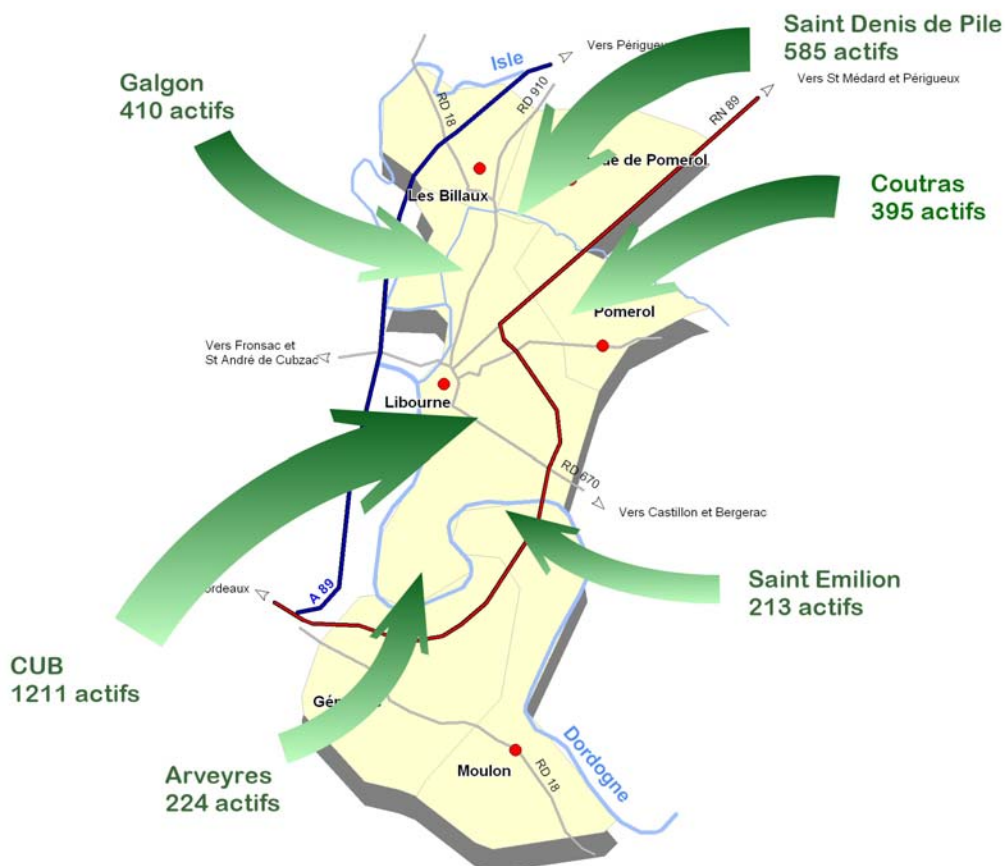 Saint Denis de Pile
585 actifs
Vers Périgueux
Isle
Vers St Médard et Périgueux
Galgon
410 actifs
RD 18
RD 910
RN 89
de Pomerol
Les Billaux
Coutras
395 actifs
Pomerol
Vers Fronsac et
St André de Cubzac
Libourne
RD 670
Vers Castillon et Bergerac
Saint Emilion
213 actifs
A 89
CUB
1211 actifs
Dordogne
Moulon
RD 18
Arveyres
224 actifs